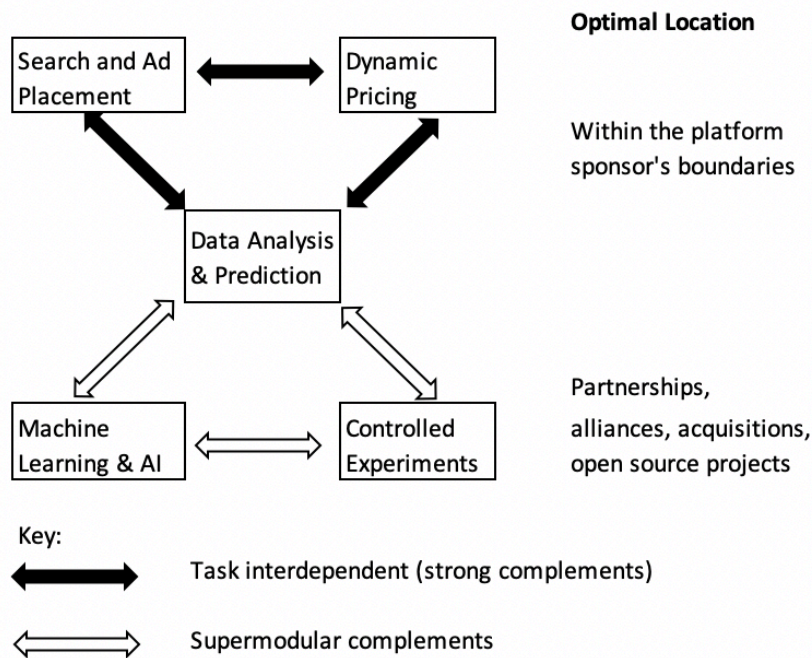 Optimal Location
Search and Ad
Placement
Dynamic
Pricing
Within the platform
sponsor's boundaries
Data Analysis
& Prediction
Machine
Learning & AI
Controlled
Experiments
Partnerships,
alliances, acquisitions,
open source projects
Key:
Task interdependent (strong complements)
Supermodular complements